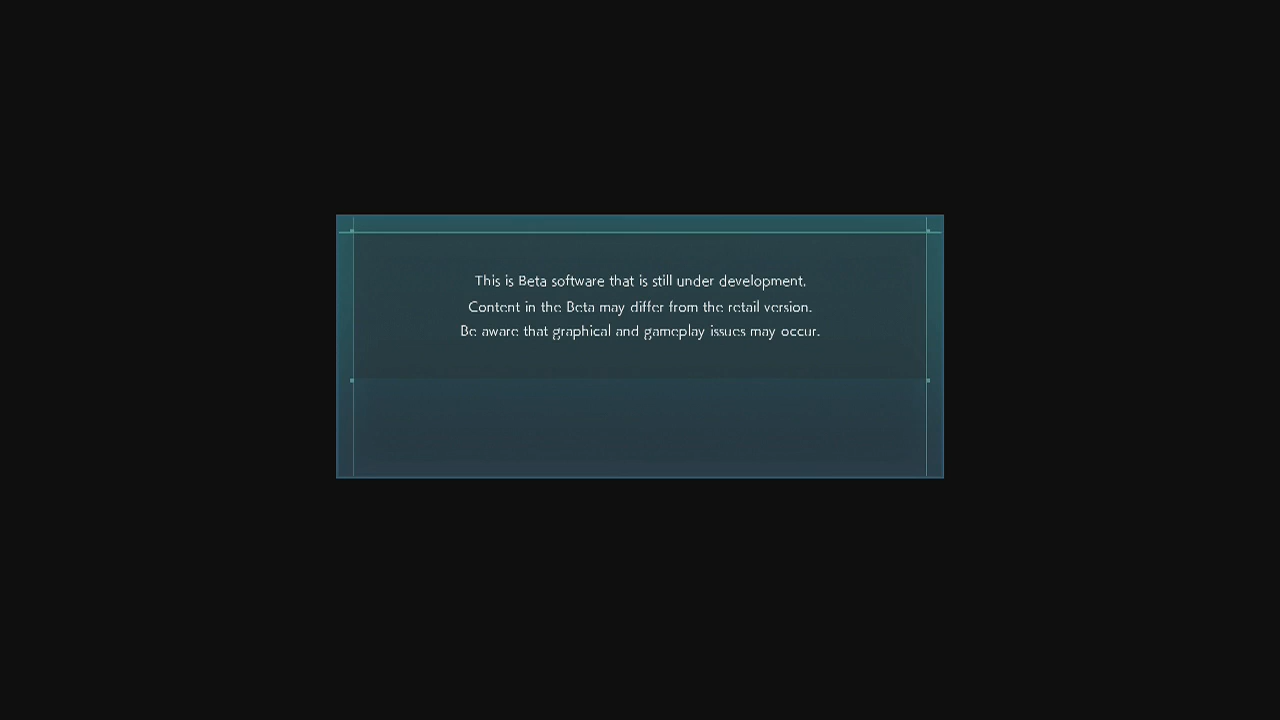 This is Beta software that is still under development.
Content in the Beta may differ from the retail version.
Be aware that graphical and gameplay issues may occur.